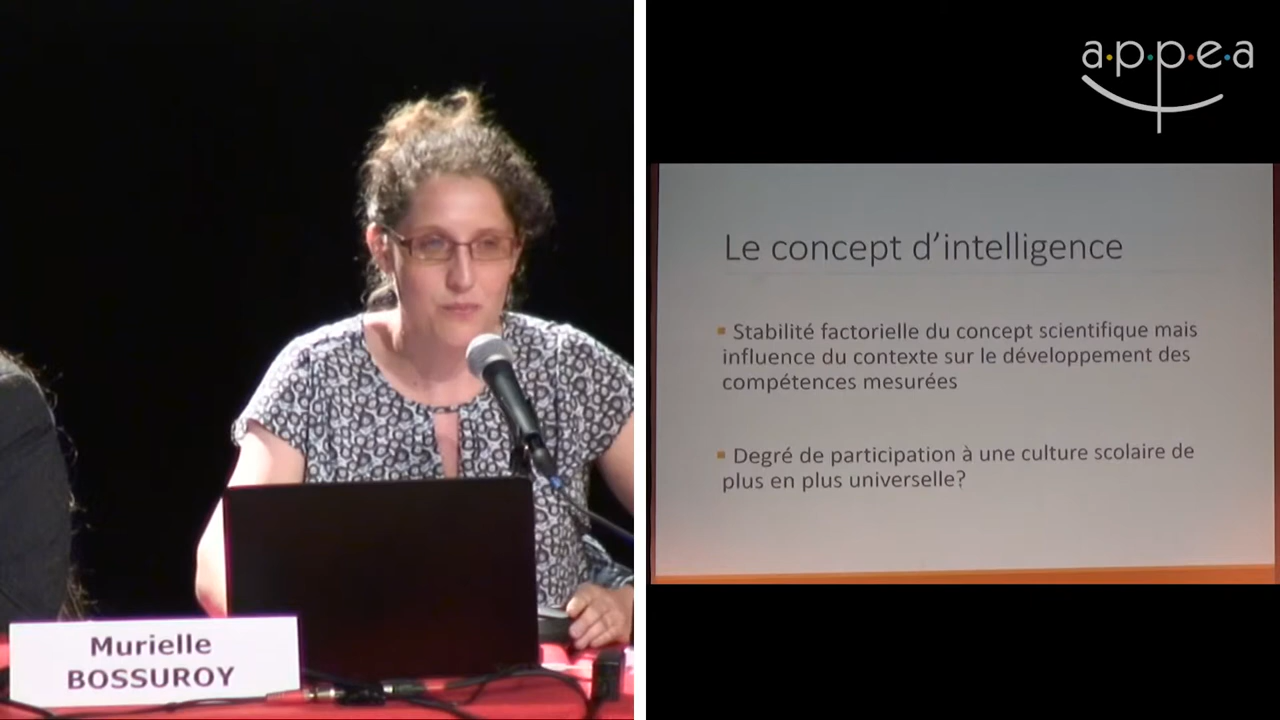 Murielle
BOSSUROY
a·p·p·e·a
Le concept d'intelligence
▪ Stabilité factorielle du concept scientifique mais
influence du contexte sur le développement des
compétences mesurées
▪ Degré de participation à une culture scolaire de
plus en plus universelle?